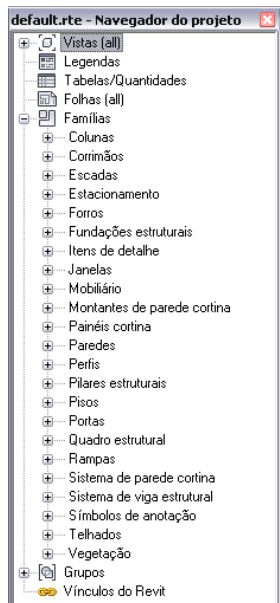 default.rte - Navegador do projeto
Vistas (all)
Legendas
Tabelas/Quantidades
Folhas (all)
Famílias
Colunas
Corrimãos
Escadas
Estacionamento
Forros
Fundações estruturais
Itens de detalhe
Janelas
Mobiliário
Montantes de parede cortina
Painéis cortina
Paredes
Perfis
Pilares estruturais
Pisos
Portas
Quadro estrutural
Rampas
Sistema de parede cortina
Sistema de viga estrutural
Símbolos de anotação
Telhados
Vegetação
Grupos
Vínculos do Revit